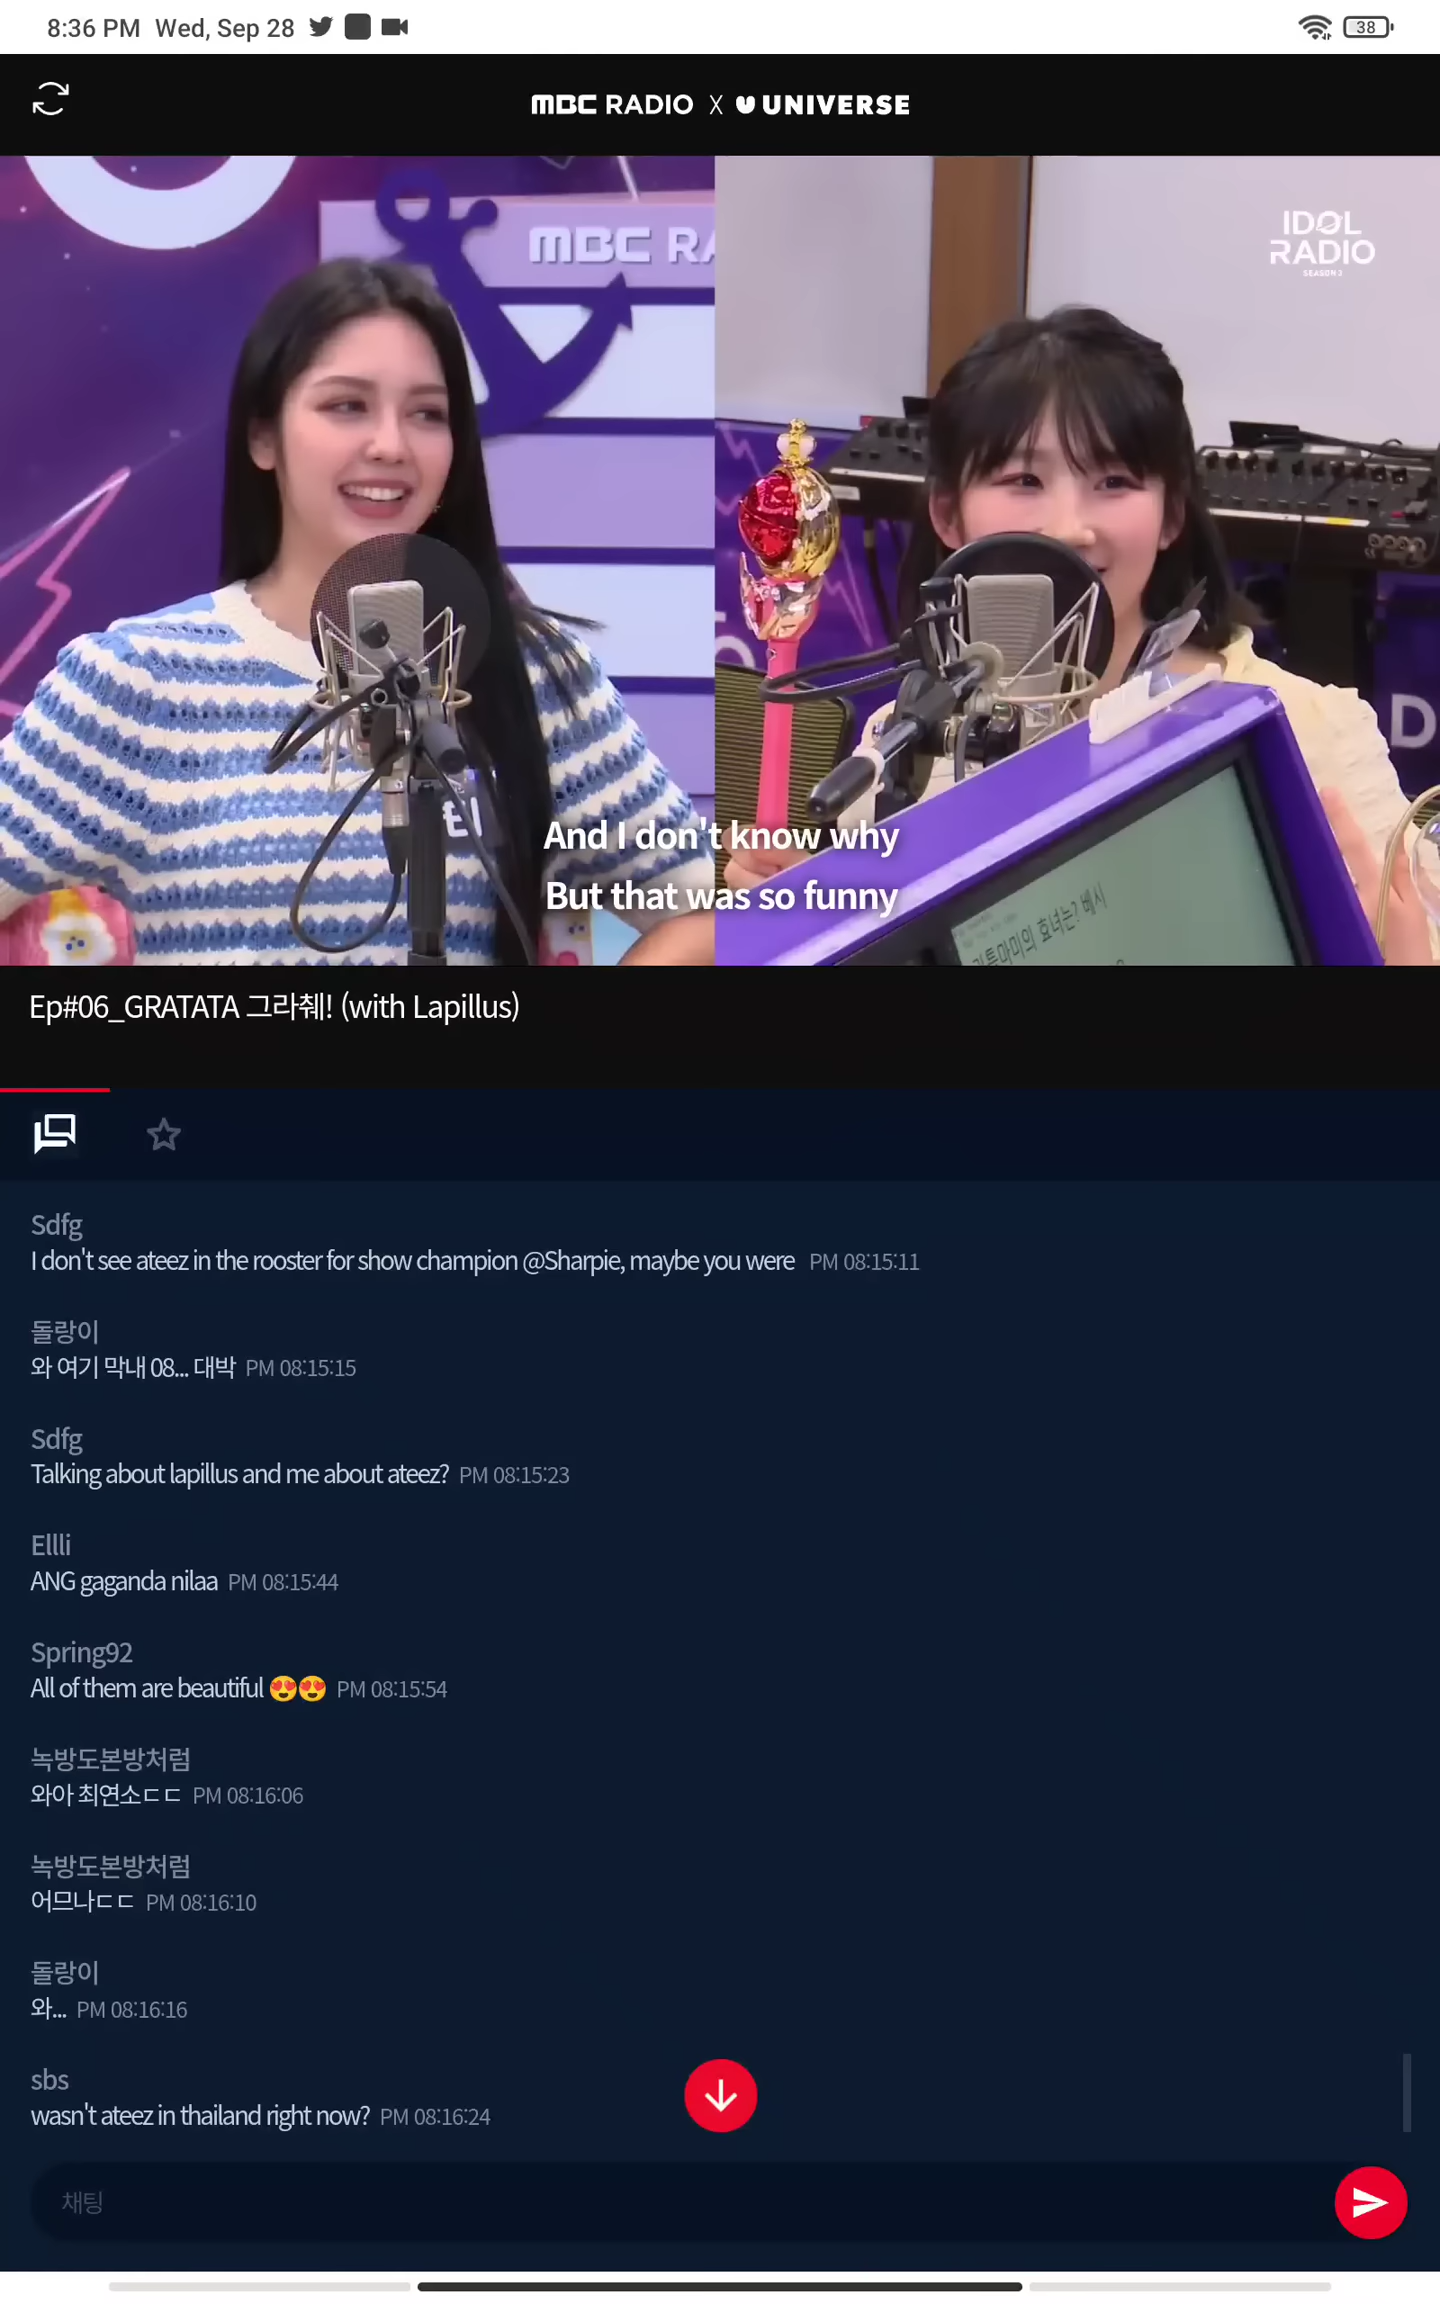 8:36 PM Wed, Sep 28
38
MBC RADIO X UNIVERSE
MBC RA
IDOL
RADIO
And I don't know why
But that was so funny
효녀는? 베시
D
Ep#06_GRATATA 그라췌! (with Lapillus)
Sdfg
I don't see ateez in the rooster for show champion @Sharpie, maybe you were PM 08:15:11
돌랑이
와 여기 막내 08... 대박 PM 08:15:15
Sdfg
Talking about lapillus and me about ateez? PM 08:15:23
Ellli
ANG gaganda nilaa PM 08:15:44
Spring92
All of them are beautiful 😍😍 PM 08:15:54
녹방도본방처럼
와아 최연소ㄷㄷ PM 08:16:06
녹방도본방처럼
어므나ㄷㄷ PM 08:16:10
돌랑이
와... PM 08:16:16
sbs
wasn't ateez in thailand right now? PM 08:16:24
채팅